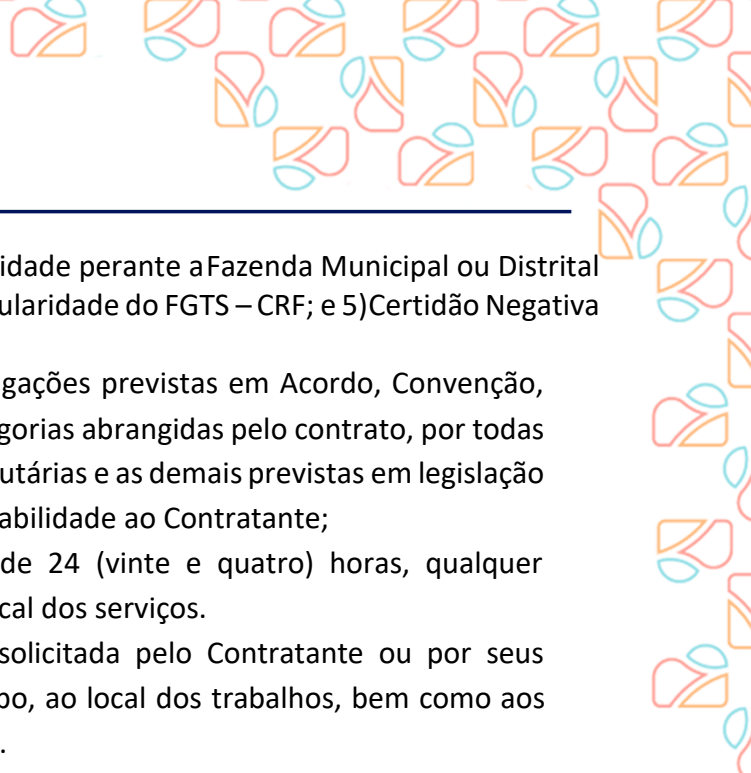 idade perante aFazenda Municipal ou Distrital
ularidade do FGTS – CRF; e 5)Certidão Negativa
gações previstas em Acordo, Convenção,
gorias abrangidas pelo contrato, por todas
utárias e as demais previstas em legislação
abilidade ao Contratante;
de 24 (vinte e quatro) horas, qualquer
cal dos serviços.
solicitada pelo Contratante ou por seus
po, ao local dos trabalhos, bem como aos
.